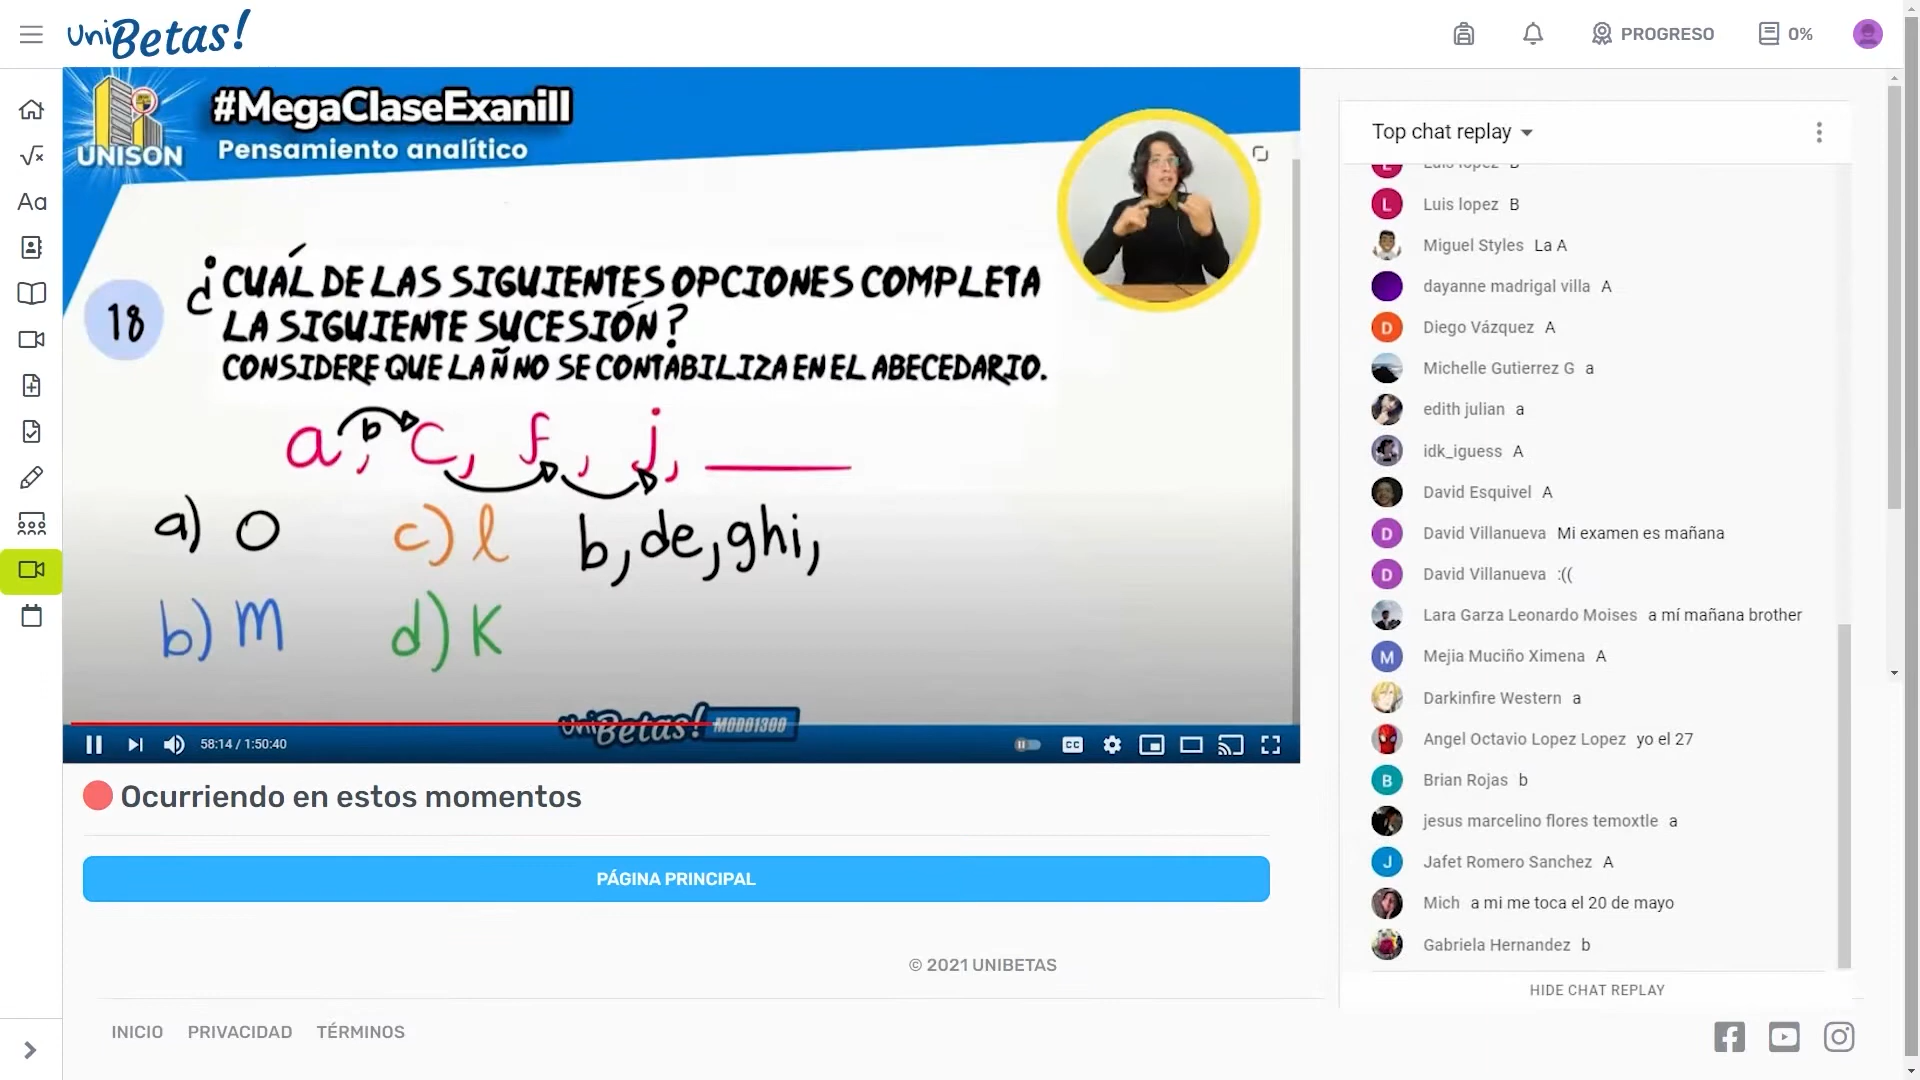 uniBetas!
PROGRESO
0%
UNISON
#MegaClaseExaniII
Pensamiento analítico
18
¿CUÁL DE LAS SIGUIENTES OPCIONES COMPLETA
LA SIGUIENTE SUCESIÓN?
CONSIDERE QUE LA Ñ NO SE CONTABILIZA EN EL ABECEDARIO.
a, b c, f, j, ______
a) O
c) l
b, de, ghi,
b) M
d) K
uniBetas! MODO1300
58:14 / 1:50:40
CC
Ocurriendo en estos momentos
PÁGINA PRINCIPAL
© 2021 UNIBETAS
INICIO PRIVACIDAD TÉRMINOS
Aa
Top chat replay
Luis lopez B
L Luis lopez B
Miguel Styles La A
dayanne madrigal villa A
D Diego Vázquez A
Michelle Gutierrez G a
edith julian a
idk_iguess A
David Esquivel A
D David Villanueva Mi examen es mañana
D David Villanueva :((
Lara Garza Leonardo Moises a mí mañana brother
M Mejia Muciño Ximena A
Darkinfire Western a
Angel Octavio Lopez Lopez yo el 27
B Brian Rojas b
jesus marcelino flores temoxtle a
J Jafet Romero Sanchez A
Mich a mi me toca el 20 de mayo
Gabriela Hernandez b
HIDE CHAT REPLAY